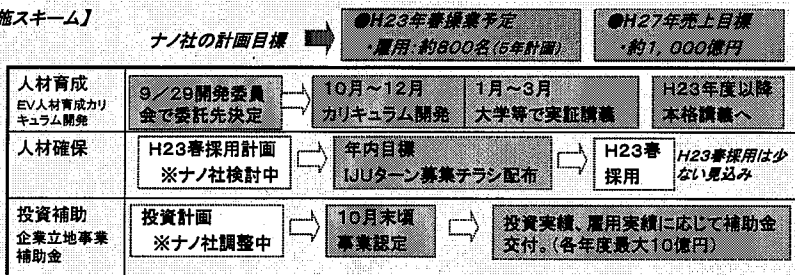 施スキーム】
ナノ社の計画目標
●H23年春操業予定
・雇用:約800名(5年計画)
●H27年売上目標
・約1,000億円
人材育成
EV人材育成カリ
キュラム開発
9/29開発委員
会で委託先決定
10月~12月
カリキュラム開発
1月~3月
大学等で実証講義
H23年度以降
本格講義へ
人材確保
H23春採用計画
※ナノ社検討中
年内目標
IJUターン募集チラシ配布
H23春
採用
H23春採用は少
ない見込み
投資補助
企業立地事業
補助金
投資計画
※ナノ社調整中
10月末頃
事業認定
投資実績、雇用実績に応じて補助金
交付。(各年度最大10億円)